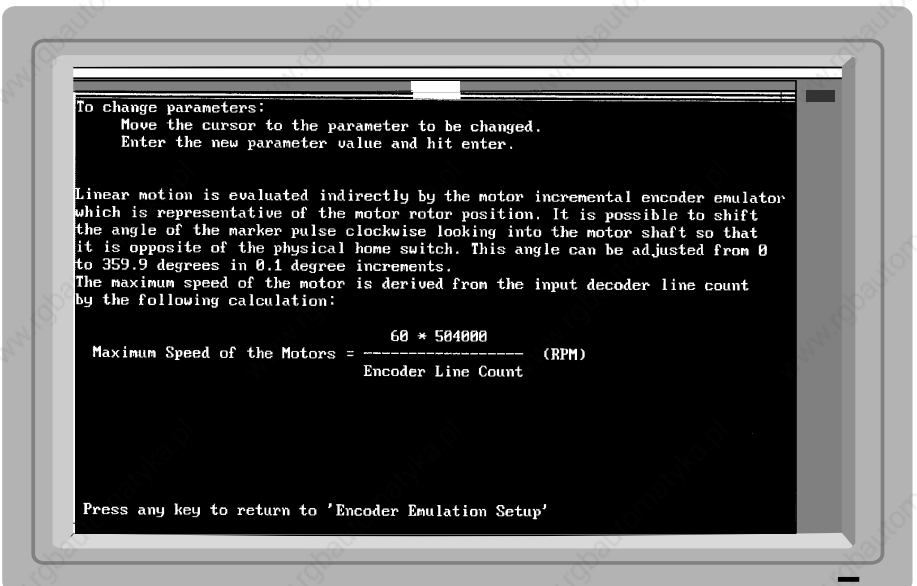 To change parameters:
Move the cursor to the parameter to be changed.
Enter the new parameter value and hit enter.
Linear motion is evaluated indirectly by the motor incremental encoder emulator
which is representative of the motor rotor position. It is possible to shift
the angle of the marker pulse clockwise looking into the motor shaft so that
it is opposite of the physical home switch. This angle can be adjusted from 0
to 359.9 degrees in 0.1 degree increments.
The maximum speed of the motor is derived from the input decoder line count
by the following calculation:
60 * 504000
Maximum Speed of the Motors = ------------------ (RPM)
Encoder Line Count
Press any key to return to 'Encoder Emulation Setup'